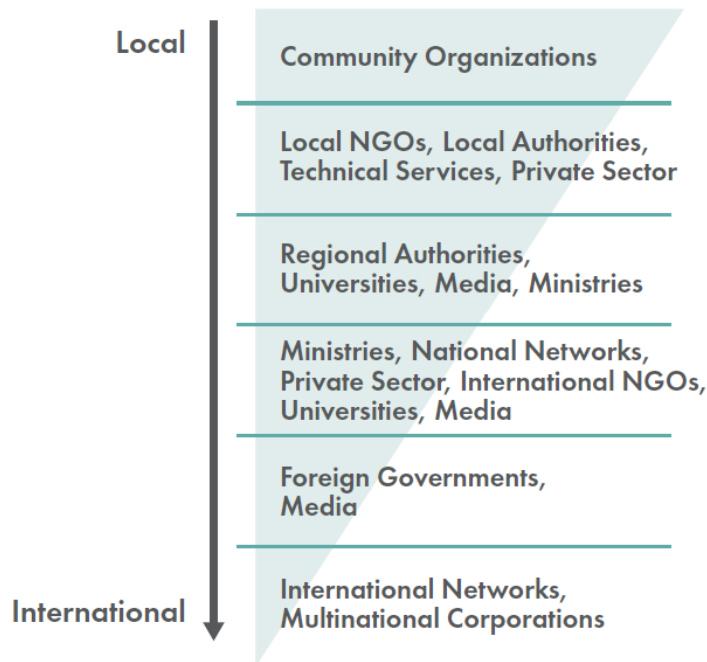 Local
Community Organizations
Local NGOs, Local Authorities,
Technical Services, Private Sector
Regional Authorities,
Universities, Media, Ministries
Ministries, National Networks,
Private Sector, International NGOs,
Universities, Media
Foreign Governments,
Media
International
International Networks,
Multinational Corporations